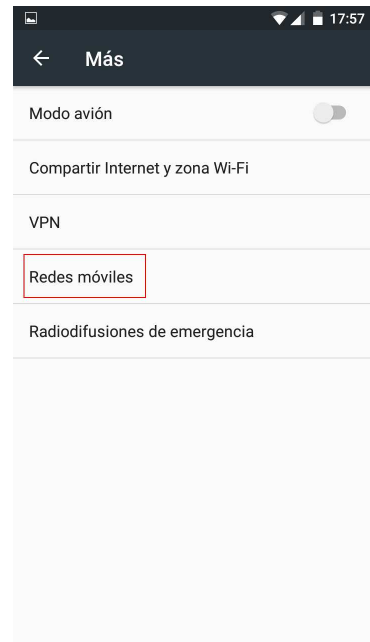 17:57
Más
Modo avión
Compartir Internet y zona Wi-Fi
VPN
Redes móviles
Radiodifusiones de emergencia